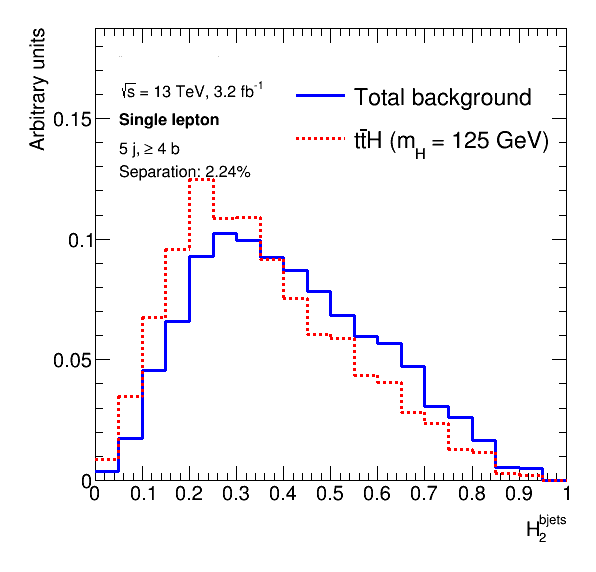 Arbitrary units
√s = 13 TeV, 3.2 fb⁻¹
Single lepton
5 j, ≥ 4 b
Separation: 2.24%
Total background
tt̄H (m_H = 125 GeV)
0.15
0.1
0.05
0
0 0.1 0.2 0.3 0.4 0.5 0.6 0.7 0.8 0.9 1
H₂^bjets